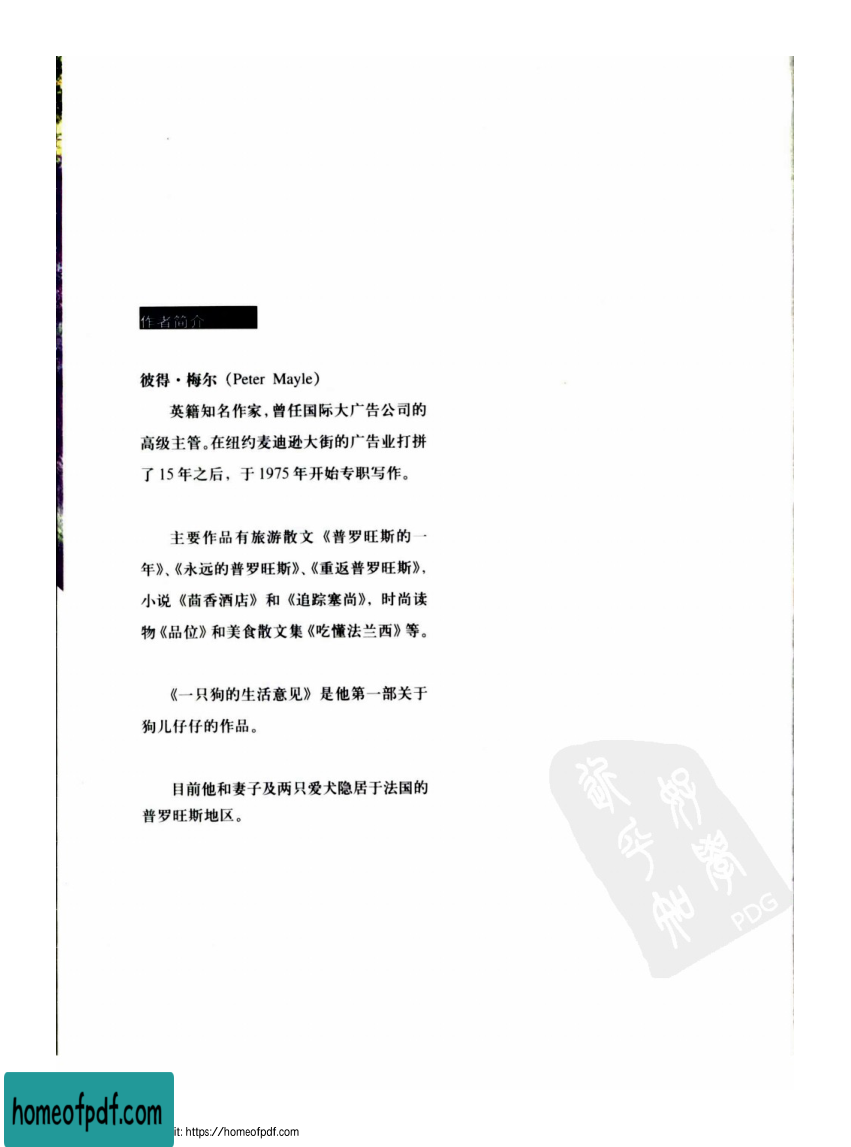 作者简介
彼得·梅尔（Peter Mayle）
英籍知名作家，曾任国际大广告公司的
高级主管。在纽约麦迪逊大街的广告业打拼
了15年之后，于1975年开始专职写作。
主要作品有旅游散文《普罗旺斯的一
年》、《永远的普罗旺斯》、《重返普罗旺斯》，
小说《茴香酒店》和《追踪塞尚》，时尚读
物《品位》和美食散文集《吃懂法兰西》等。
《一只狗的生活意见》是他第一部关于
狗儿仔仔的作品。
目前他和妻子及两只爱犬隐居于法国的
普罗旺斯地区。
好學
PDG
homeofpdf.com
it: https://homeofpdf.com